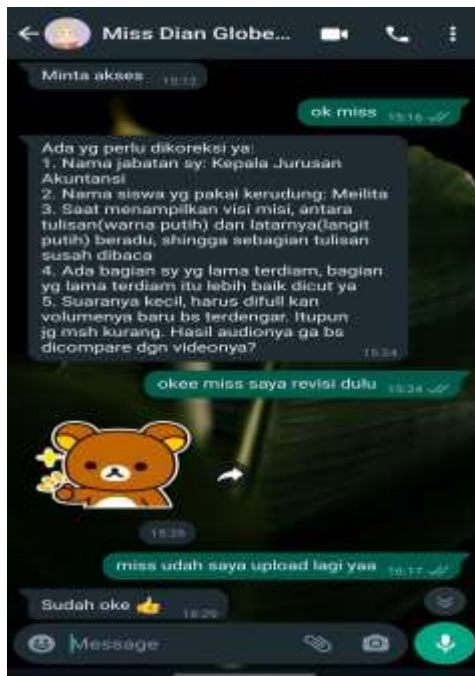 Miss Dian Globe...
Minta akses
ok miss 15:16
Ada yg perlu dikoreksi ya:
1. Nama jabatan sy: Kepala Jurusan
Akuntansi
2. Nama siswa yg pakai kerudung: Meilita
3. Saat menampilkan visi misi, antara
tulisan(warna putih) dan latarnya(langit
putih) beradu, shingga sebagian tulisan
susah dibaca
4. Ada bagian sy yg lama terdiam, bagian
yg lama terdiam itu lebih baik dicut ya
5. Suaranya kecil, harus difull kan
volumenya baru bs terdengar. Itupun
jg msh kurang. Hasil audionya ga bs
dicompare dgn videonya?
15:24
okee miss saya revisi dulu 15:24
miss udah saya upload lagi yaa 16:17
Sudah oke 👍
Message